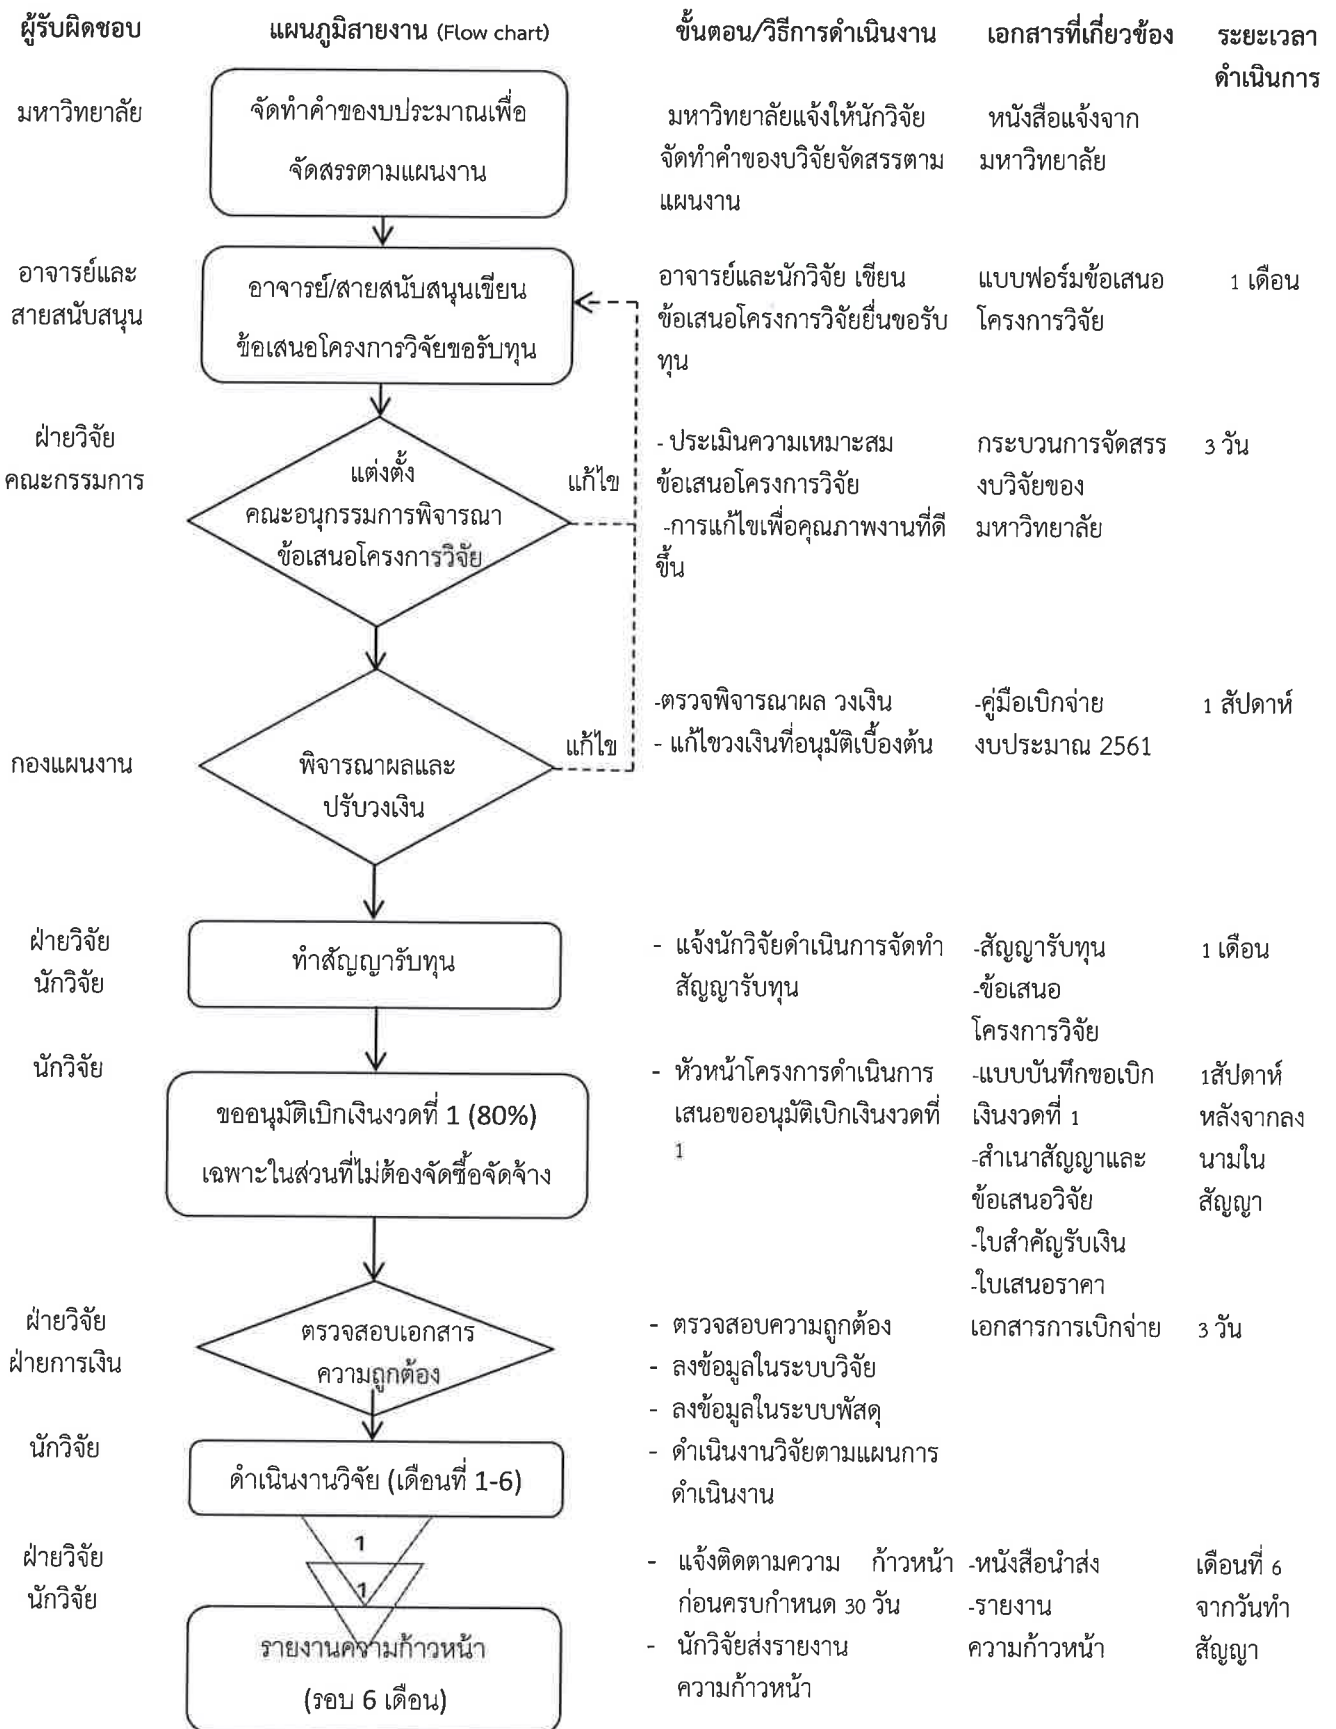 ผู้รับผิดชอบ แผนภูมิสายงาน (Flow chart) ขั้นตอน/วิธีการดำเนินงาน เอกสารที่เกี่ยวข้อง ระยะเวลา
ดำเนินการ
มหาวิทยาลัย
จัดทำคำของบประมาณเพื่อ
จัดสรรตามแผนงาน
มหาวิทยาลัยแจ้งให้นักวิจัย
จัดทำคำของบวิจัยจัดสรรตาม
แผนงาน
หนังสือแจ้งจาก
มหาวิทยาลัย
อาจารย์และ
สายสนับสนุน
อาจารย์/สายสนับสนุนเขียน
ข้อเสนอโครงการวิจัยขอรับทุน
อาจารย์และนักวิจัย เขียน
ข้อเสนอโครงการวิจัยยื่นขอรับ
ทุน
แบบฟอร์มข้อเสนอ
โครงการวิจัย
1 เดือน
ฝ่ายวิจัย
คณะกรรมการ
แต่งตั้ง
คณะอนุกรรมการพิจารณา
ข้อเสนอโครงการวิจัย
แก้ไข
- ประเมินความเหมาะสม
ข้อเสนอโครงการวิจัย
-การแก้ไขเพื่อคุณภาพงานที่ดี
ขึ้น
กระบวนการจัดสรร
งบวิจัยของ
มหาวิทยาลัย
3 วัน
กองแผนงาน
พิจารณาผลและ
ปรับวงเงิน
แก้ไข
-ตรวจพิจารณาผล วงเงิน
- แก้ไขวงเงินที่อนุมัติเบื้องต้น
-คู่มือเบิกจ่าย
งบประมาณ 2561
1 สัปดาห์
ฝ่ายวิจัย
นักวิจัย
ทำสัญญารับทุน
- แจ้งนักวิจัยดำเนินการจัดทำ
สัญญารับทุน
-สัญญารับทุน
-ข้อเสนอ
โครงการวิจัย
1 เดือน
นักวิจัย
ขออนุมัติเบิกเงินงวดที่ 1 (80%)
เฉพาะในส่วนที่ไม่ต้องจัดซื้อจัดจ้าง
- หัวหน้าโครงการดำเนินการ
เสนอขออนุมัติเบิกเงินงวดที่
1
-แบบบันทึกขอเบิก
เงินงวดที่ 1
-สำเนาสัญญาและ
ข้อเสนอวิจัย
-ใบสำคัญรับเงิน
-ใบเสนอราคา
1สัปดาห์
หลังจากลง
นามใน
สัญญา
ฝ่ายวิจัย
ฝ่ายการเงิน
ตรวจสอบเอกสาร
ความถูกต้อง
- ตรวจสอบความถูกต้อง
- ลงข้อมูลในระบบวิจัย
- ลงข้อมูลในระบบพัสดุ
เอกสารการเบิกจ่าย
3 วัน
นักวิจัย
ดำเนินงานวิจัย (เดือนที่ 1-6)
- ดำเนินงานวิจัยตามแผนการ
ดำเนินงาน
1
1
ฝ่ายวิจัย
นักวิจัย
รายงานความก้าวหน้า
(รอบ 6 เดือน)
- แจ้งติดตามความ ก้าวหน้า
ก่อนครบกำหนด 30 วัน
- นักวิจัยส่งรายงาน
ความก้าวหน้า
-หนังสือนำส่ง
-รายงาน
ความก้าวหน้า
เดือนที่ 6
จากวันทำ
สัญญา